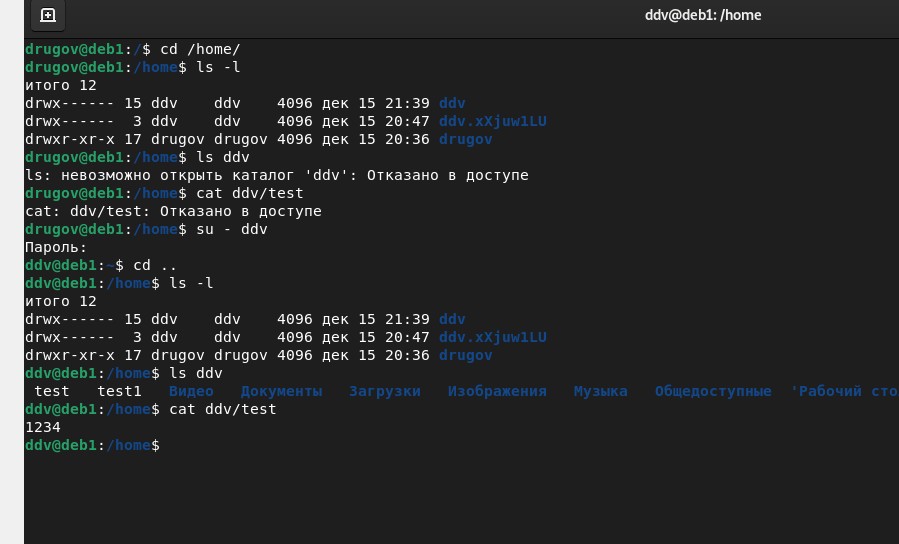 ddv@deb1: /home
drugov@deb1:/$ cd /home/
drugov@deb1:/home$ ls -l
итого 12
drwx------ 15 ddv    ddv    4096 дек 15 21:39 ddv
drwx------  3 ddv    ddv    4096 дек 15 20:47 ddv.xXjuw1LU
drwxr-xr-x 17 drugov drugov 4096 дек 15 20:36 drugov
drugov@deb1:/home$ ls ddv
ls: невозможно открыть каталог 'ddv': Отказано в доступе
drugov@deb1:/home$ cat ddv/test
cat: ddv/test: Отказано в доступе
drugov@deb1:/home$ su - ddv
Пароль:
ddv@deb1:~$ cd ..
ddv@deb1:/home$ ls -l
итого 12
drwx------ 15 ddv    ddv    4096 дек 15 21:39 ddv
drwx------  3 ddv    ddv    4096 дек 15 20:47 ddv.xXjuw1LU
drwxr-xr-x 17 drugov drugov 4096 дек 15 20:36 drugov
ddv@deb1:/home$ ls ddv
 test   test1   Видео   Документы   Загрузки   Изображения   Музыка   Общедоступные  'Рабочий сто
ddv@deb1:/home$ cat ddv/test
1234
ddv@deb1:/home$